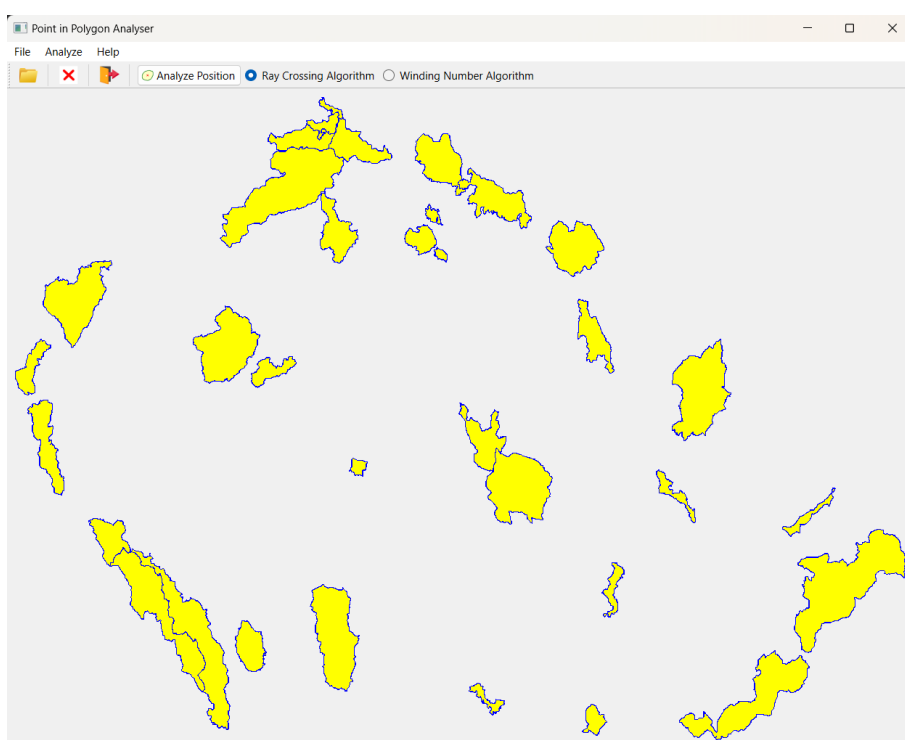 Point in Polygon Analyser
File Analyze Help
Analyze Position Ray Crossing Algorithm Winding Number Algorithm